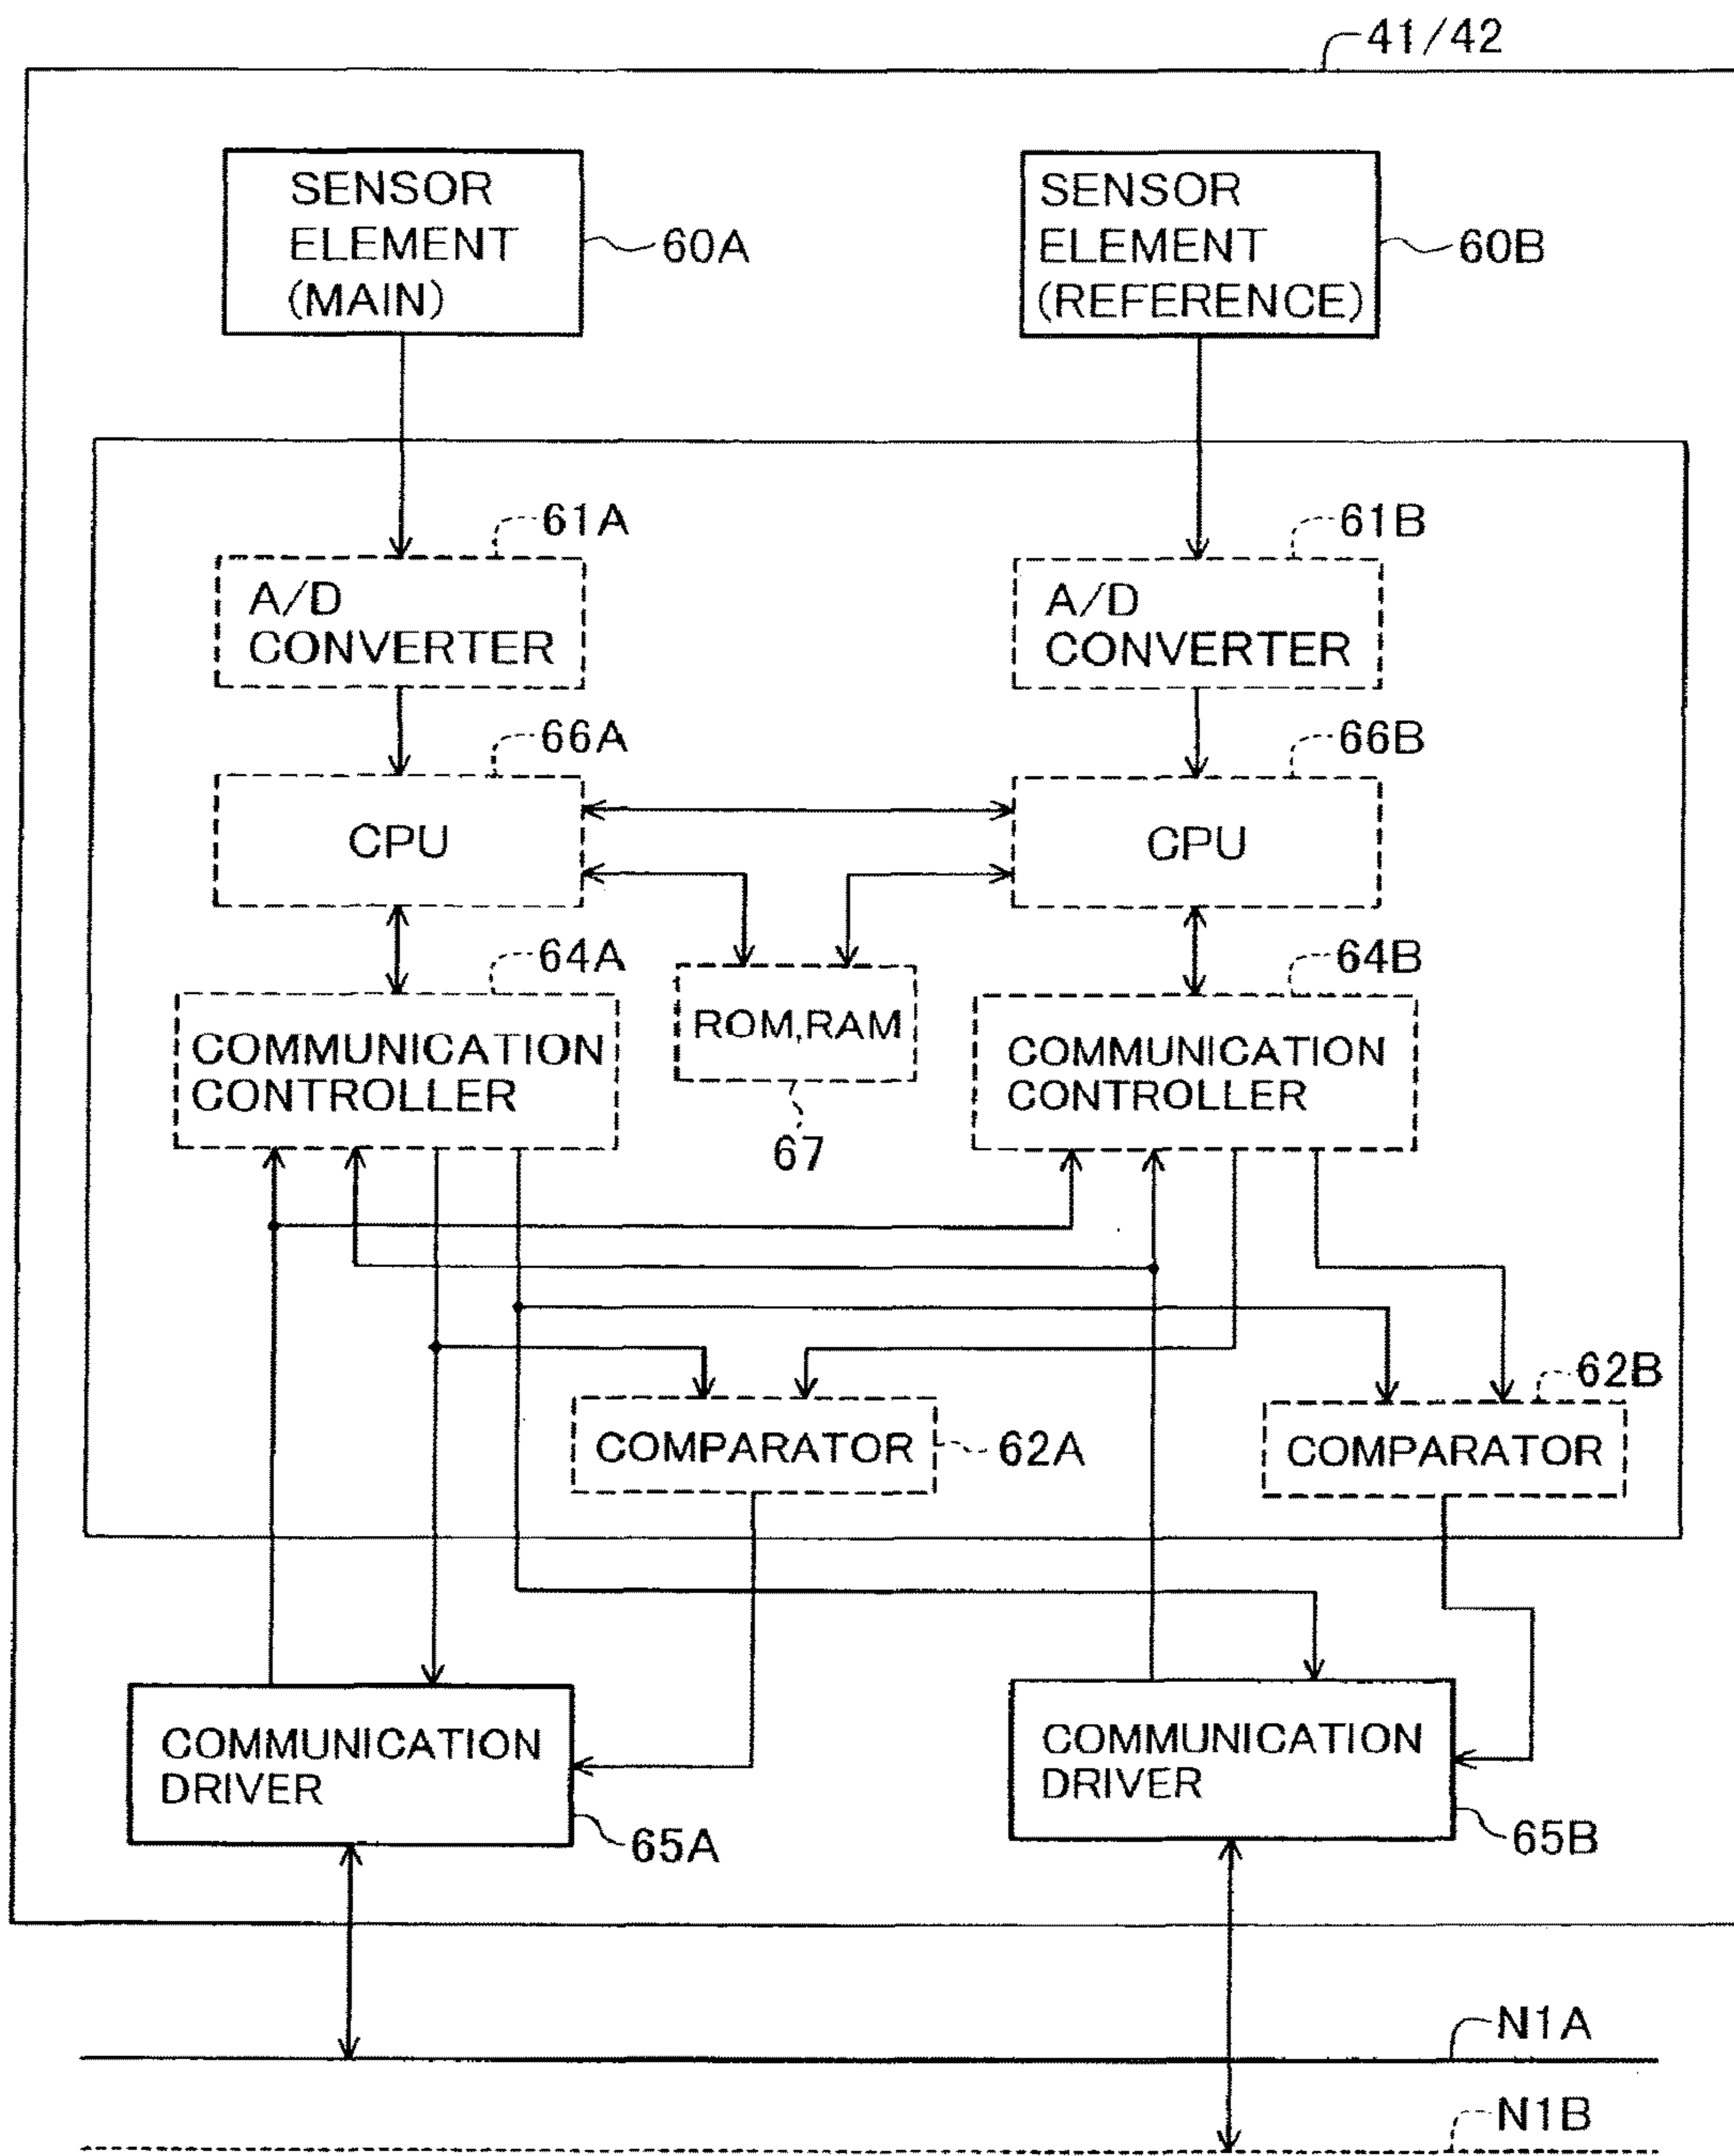 41/42
SENSOR
ELEMENT
(MAIN)
60A
SENSOR
ELEMENT
(REFERENCE)
60B
61A
A/D
CONVERTER
61B
A/D
CONVERTER
66A
CPU
66B
CPU
64A
COMMUNICATION
CONTROLLER
ROM,RAM
67
64B
COMMUNICATION
CONTROLLER
COMPARATOR
62A
62B
COMPARATOR
COMMUNICATION
DRIVER
65A
COMMUNICATION
DRIVER
65B
N1A
N1B